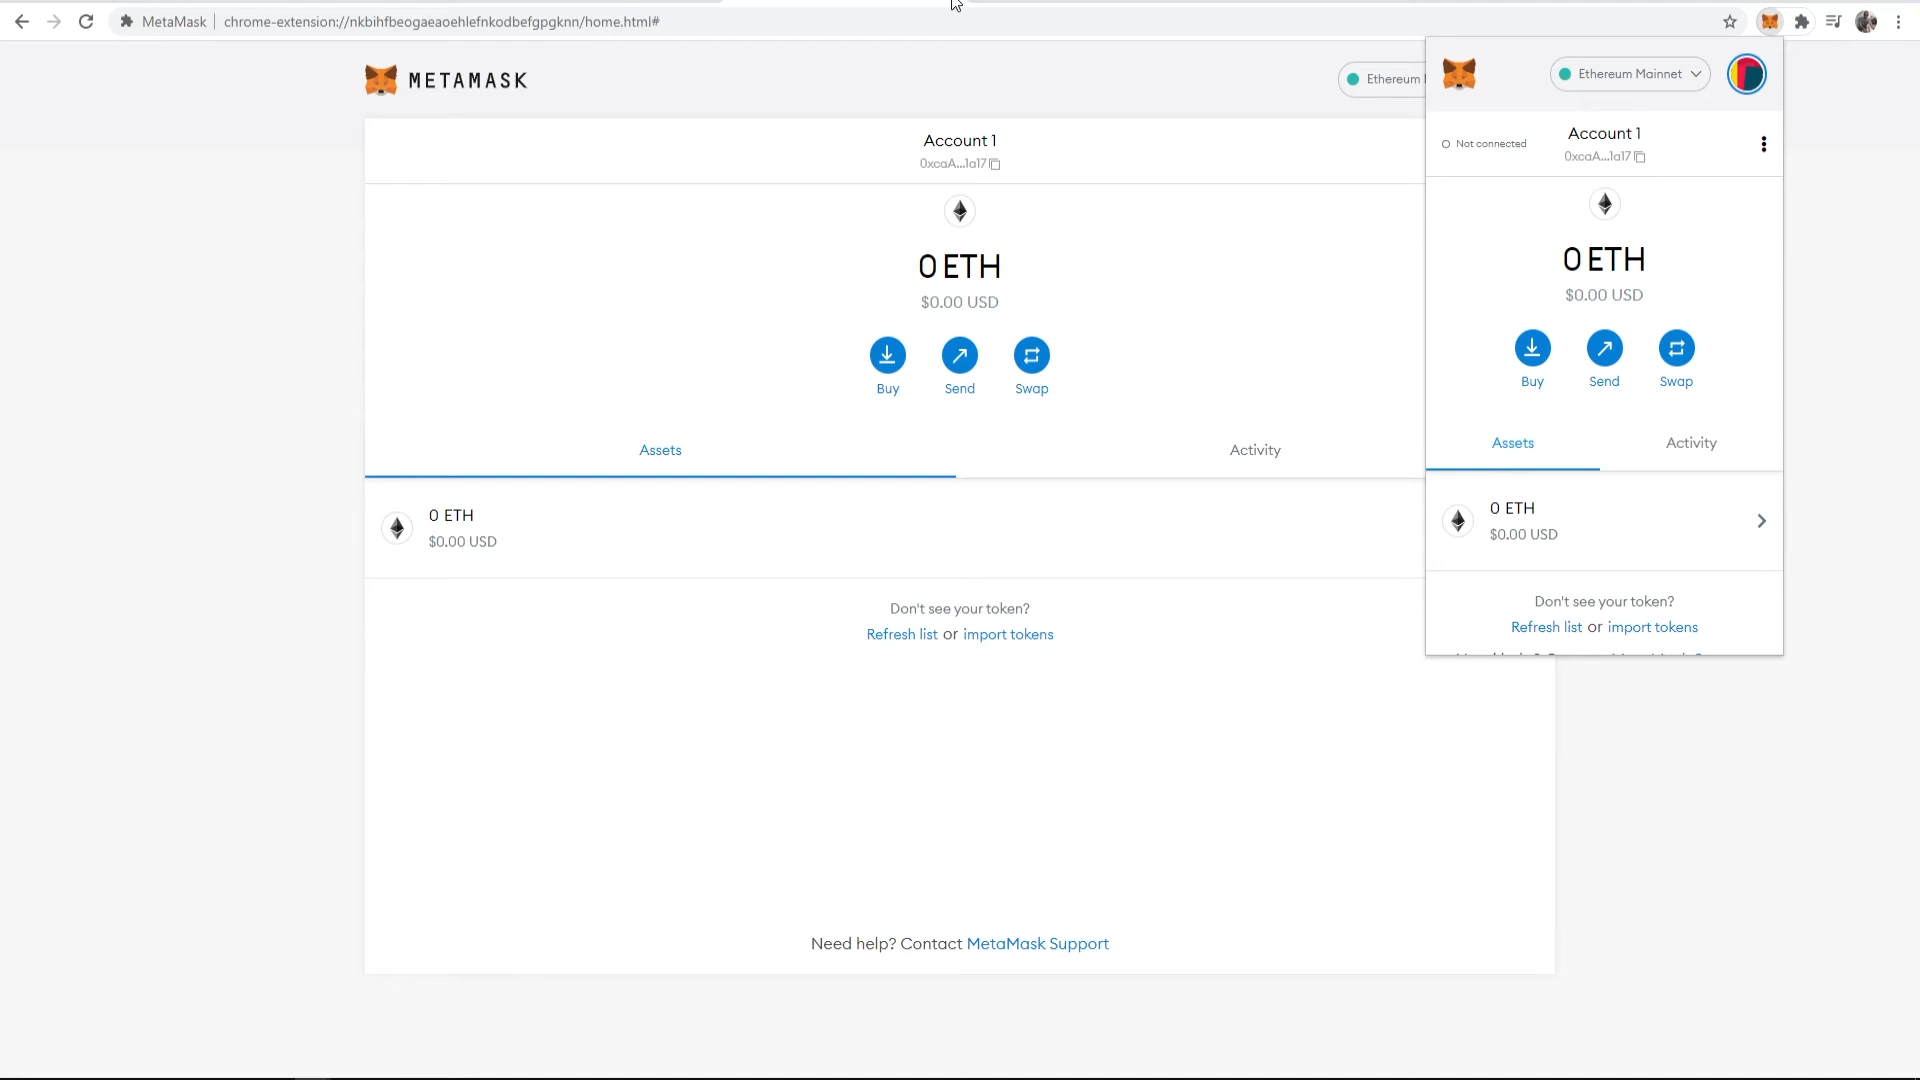 MetaMask
chrome-extension://nkbihfbeogaeaoehlefnkodbefgpgknn/home.html#
METAMASK
Ethereum
Account 1
0xcaA...1a17
0 ETH
$0.00 USD
Buy
Send
Swap
Assets
Activity
0 ETH
$0.00 USD
Don't see your token?
Refresh list or import tokens
Need help? Contact MetaMask Support
Ethereum Mainnet
Not connected
Account 1
0xcaA...1a17
0 ETH
$0.00 USD
Buy
Send
Swap
Assets
Activity
0 ETH
$0.00 USD
Don't see your token?
Refresh list or import tokens